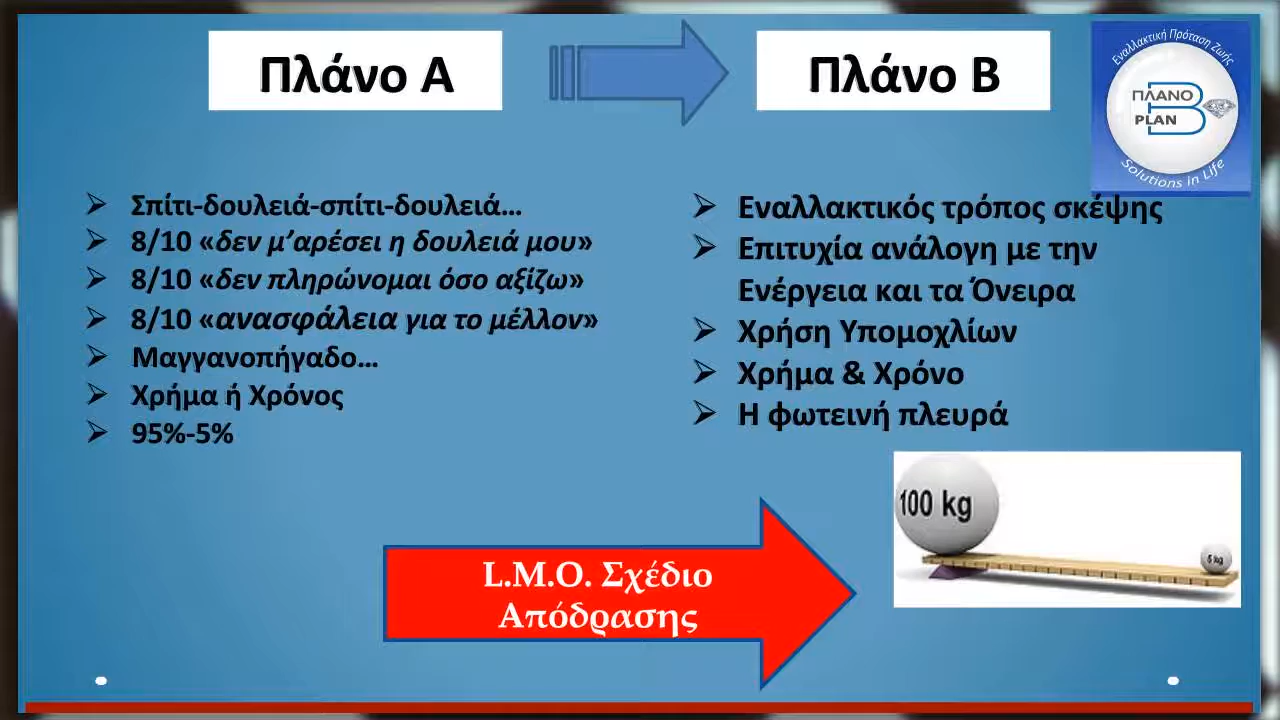 Πλάνο Α
Πλάνο Β
Εναλλακτική Πρόταση Ζωής
ΠΛΑΝΟ
B
PLAN
Solutions In Life
Σπίτι-δουλειά-σπίτι-δουλειά...
8/10 «δεν μ’αρέσει η δουλειά μου»
8/10 «δεν πληρώνομαι όσο αξίζω»
8/10 «ανασφάλεια για το μέλλον»
Μαγγανοπήγαδο...
Χρήμα ή Χρόνος
95%-5%
Εναλλακτικός τρόπος σκέψης
Επιτυχία ανάλογη με την
Ενέργεια και τα Όνειρα
Χρήση Υπομοχλίων
Χρήμα & Χρόνο
Η φωτεινή πλευρά
100 kg
5 kg
L.M.O. Σχέδιο
Απόδρασης